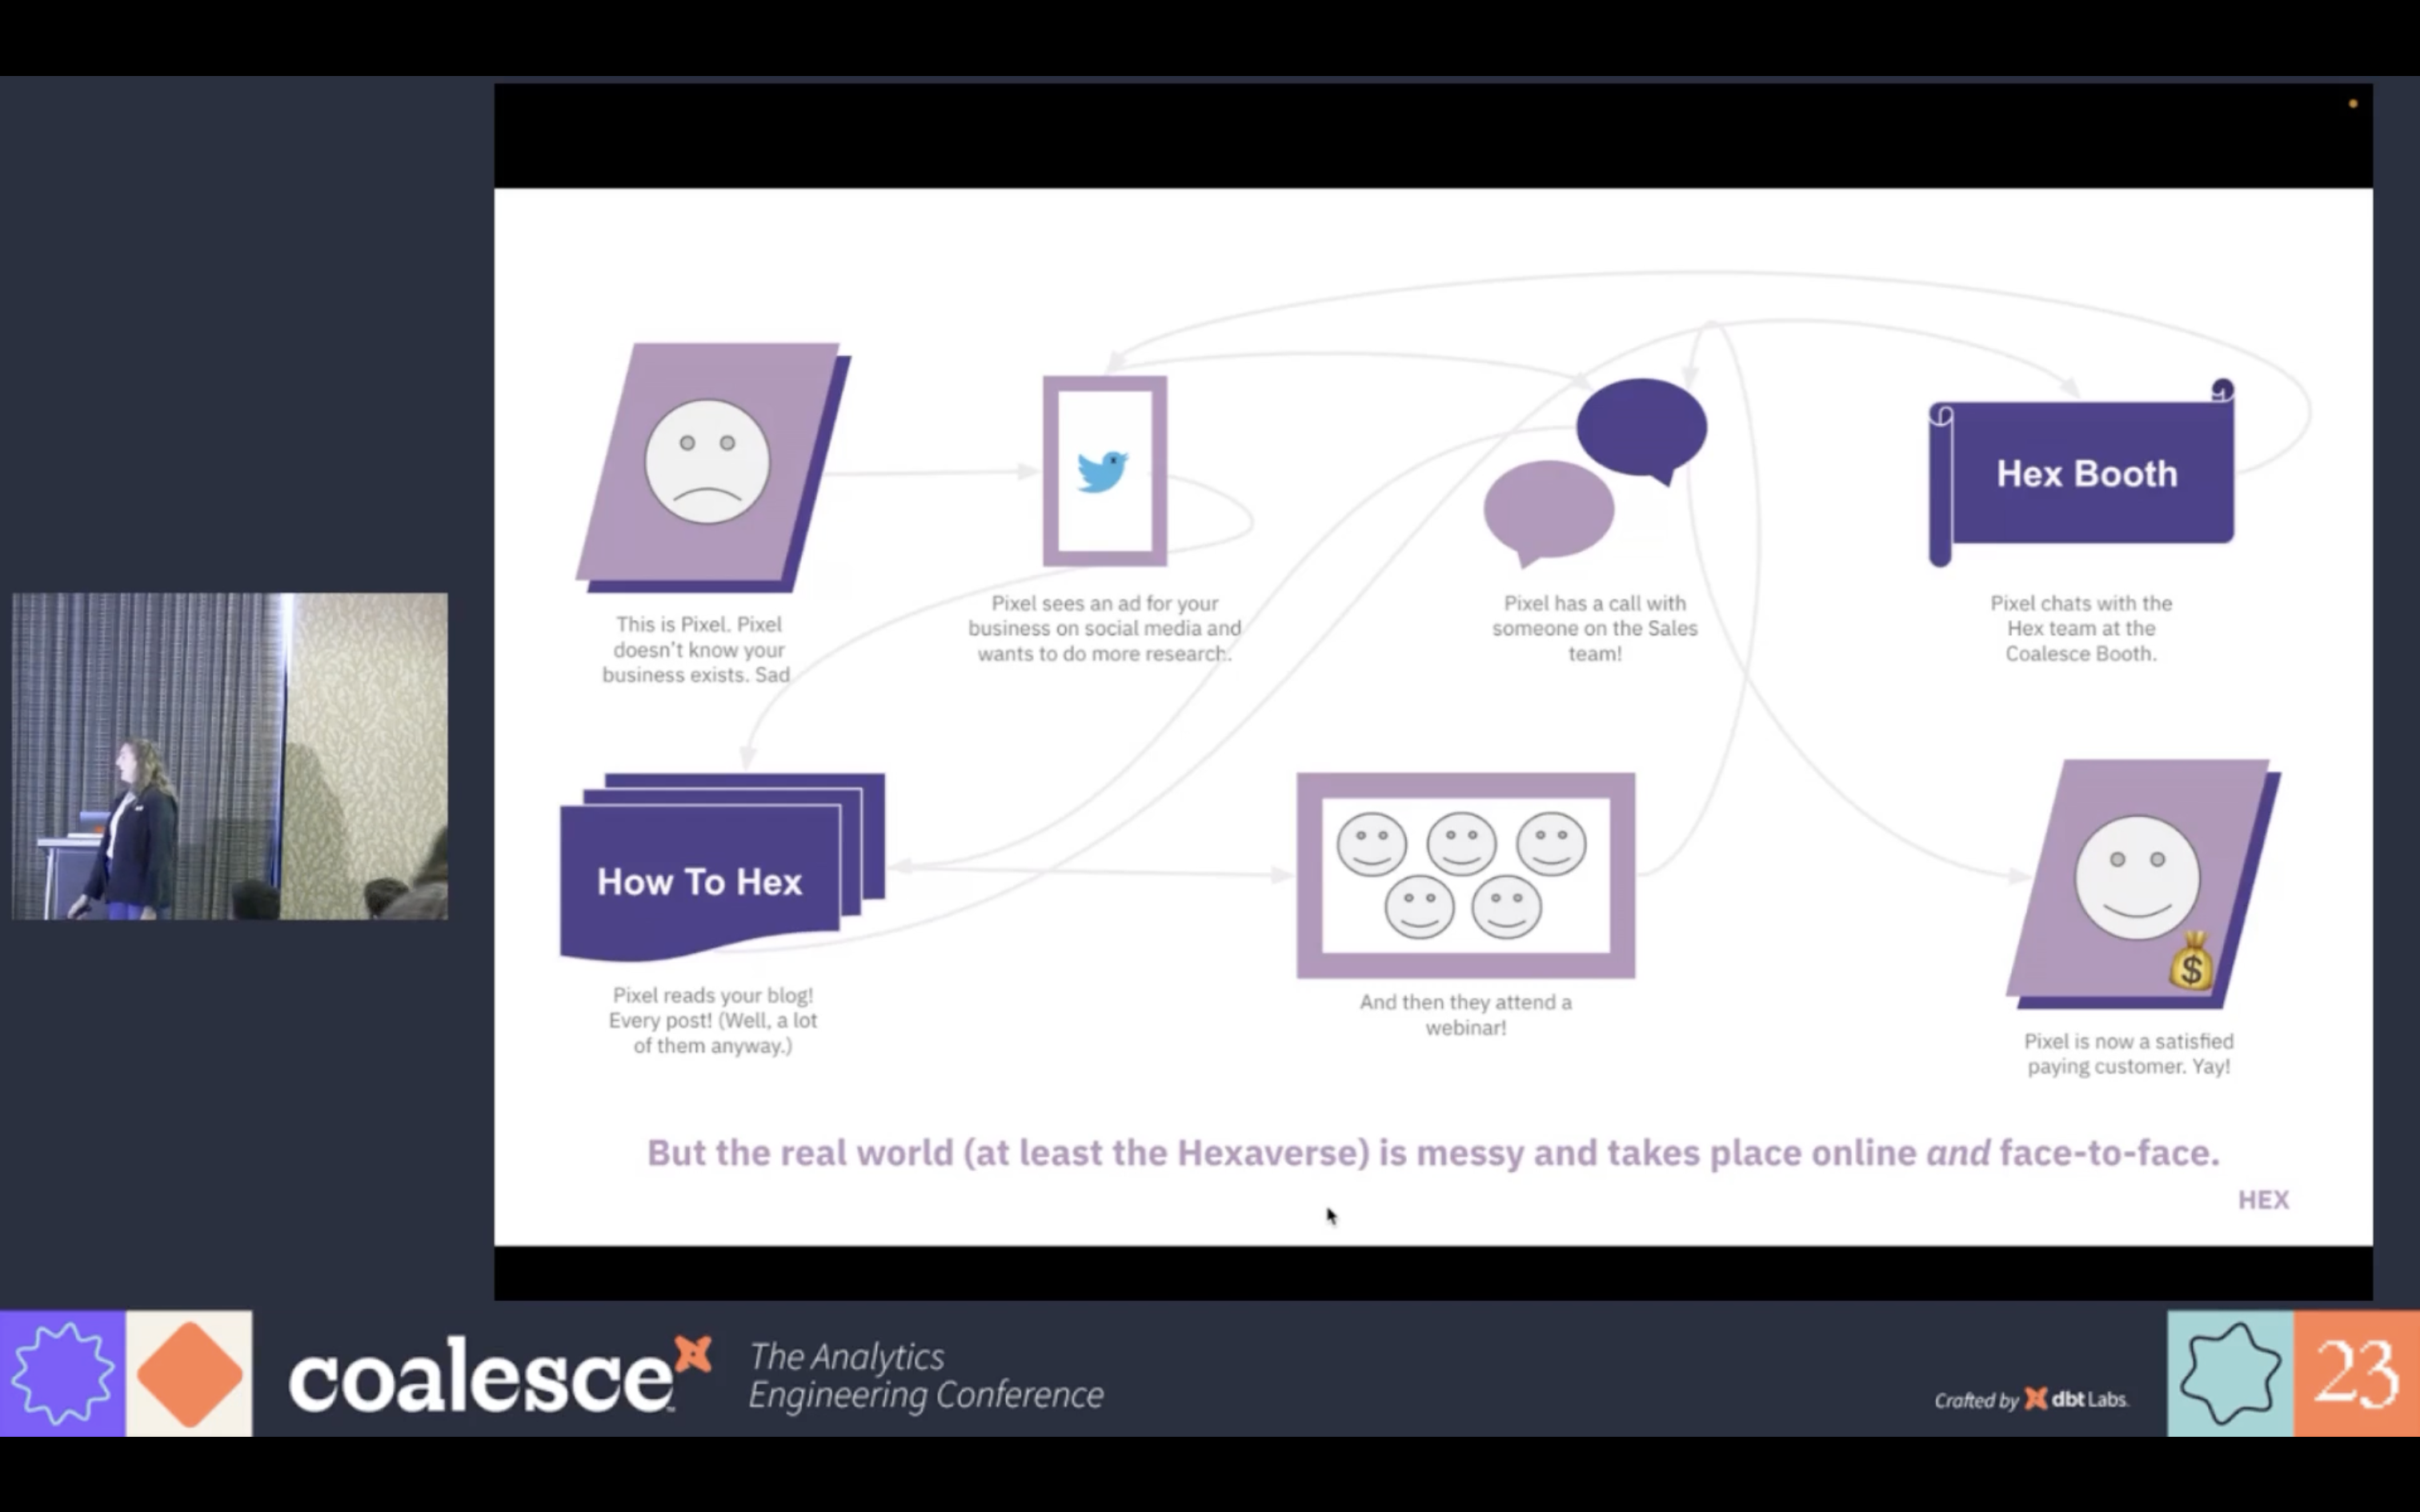 This is Pixel. Pixel
doesn't know your
business exists. Sad
Pixel sees an ad for your
business on social media and
wants to do more research.
Pixel has a call with
someone on the Sales
team!
Hex Booth
Pixel chats with the
Hex team at the
Coalesce Booth.
How To Hex
Pixel reads your blog!
Every post! (Well, a lot
of them anyway.)
And then they attend a
webinar!
$
Pixel is now a satisfied
paying customer. Yay!
But the real world (at least the Hexaverse) is messy and takes place online and face-to-face.
HEX
coalesce
The Analytics
Engineering Conference
Crafted by dbt Labs.
23